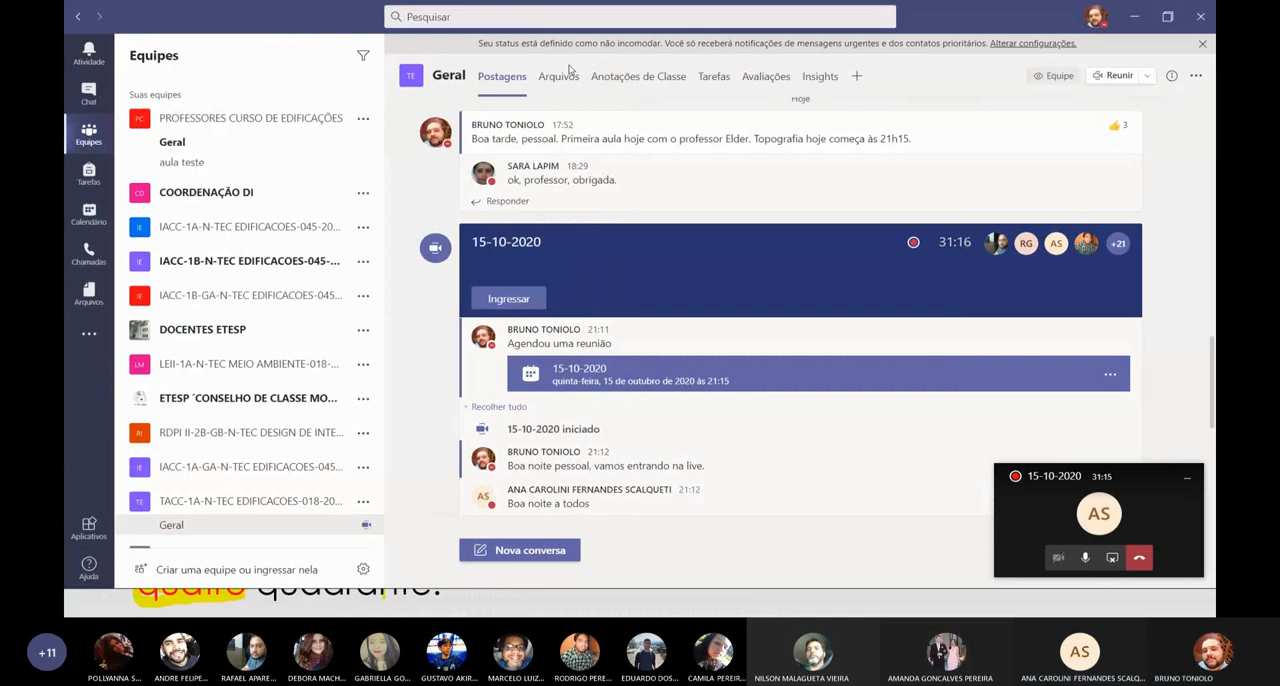 Pesquisar
Seu status está definido como não incomodar. Você só receberá notificações de mensagens urgentes e dos contatos prioritários. Alterar configurações.
Atividade
Chat
Equipes
Tarefas
Calendário
Chamadas
Arquivos
Aplicativos
Ajuda
Equipes
Suas equipes
PC PROFESSORES CURSO DE EDIFICAÇÕES
Geral
aula teste
CD COORDENAÇÃO DI
IE IACC-1A-N-TEC EDIFICACOES-045-20...
IE IACC-1B-N-TEC EDIFICACOES-045-...
IE IACC-1B-GA-N-TEC EDIFICACOES-045...
DOCENTES ETESP
LM LEII-1A-N-TEC MEIO AMBIENTE-018-...
ETESP ´CONSELHO DE CLASSE MO...
RI RDPI II-2B-GB-N-TEC DESIGN DE INTE...
IE IACC-1A-GA-N-TEC EDIFICACOES-045...
TE TACC-1A-N-TEC EDIFICACOES-018-20...
Geral
Criar uma equipe ou ingressar nela
TE Geral Postagens Arquivos Anotações de Classe Tarefas Avaliações Insights Equipe Reunir
Hoje
BRUNO TONIOLO 17:52
3
Boa tarde, pessoal. Primeira aula hoje com o professor Elder. Topografia hoje começa às 21h15.
SARA LAPIM 18:29
ok, professor, obrigada.
Responder
15-10-2020 31:16 RG AS +21
Ingressar
BRUNO TONIOLO 21:11
Agendou uma reunião
15-10-2020
quinta-feira, 15 de outubro de 2020 às 21:15
Recolher tudo
15-10-2020 iniciado
BRUNO TONIOLO 21:12
Boa noite pessoal, vamos entrando na live.
AS ANA CAROLINI FERNANDES SCALQUETI 21:12
Boa noite a todos
Nova conversa
15-10-2020 31:15
AS
quatro quadrante.
+11
POLLYANNA S...
ANDRE FELIPE...
RAFAEL APARE...
DEBORA MACH...
GABRIELLA GO...
GUSTAVO AKIR...
MARCELO LUIZ...
RODRIGO PERE...
EDUARDO DOS...
CAMILA PEREIR...
NILSON MALAGUETA VIEIRA
AMANDA GONCALVES PEREIRA
AS
ANA CAROLINI FERNANDES SCALQ...
BRUNO TONIOLO